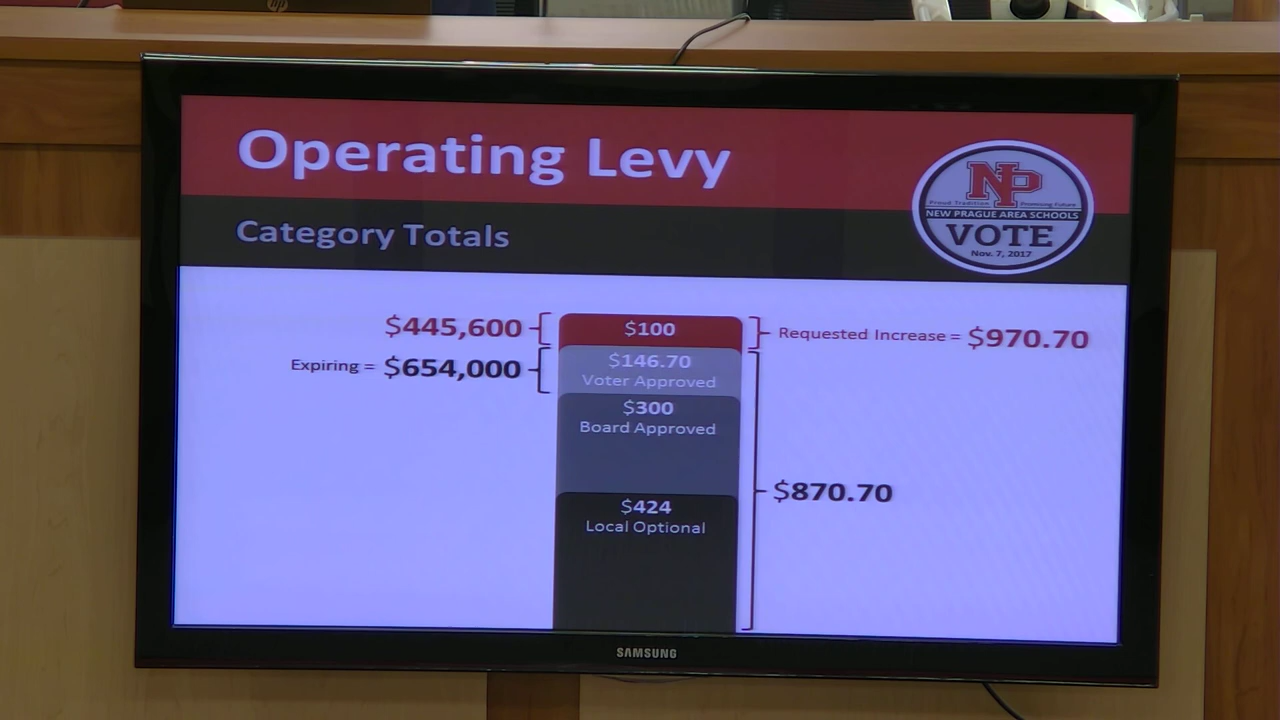 Operating Levy
Category Totals
NP
Proud Tradition Promising Future
NEW PRAGUE AREA SCHOOLS
VOTE
Nov. 7, 2017
$445,600
$100
Requested Increase = $970.70
Expiring = $654,000
$146.70
Voter Approved
$300
Board Approved
$870.70
$424
Local Optional
SAMSUNG
hp